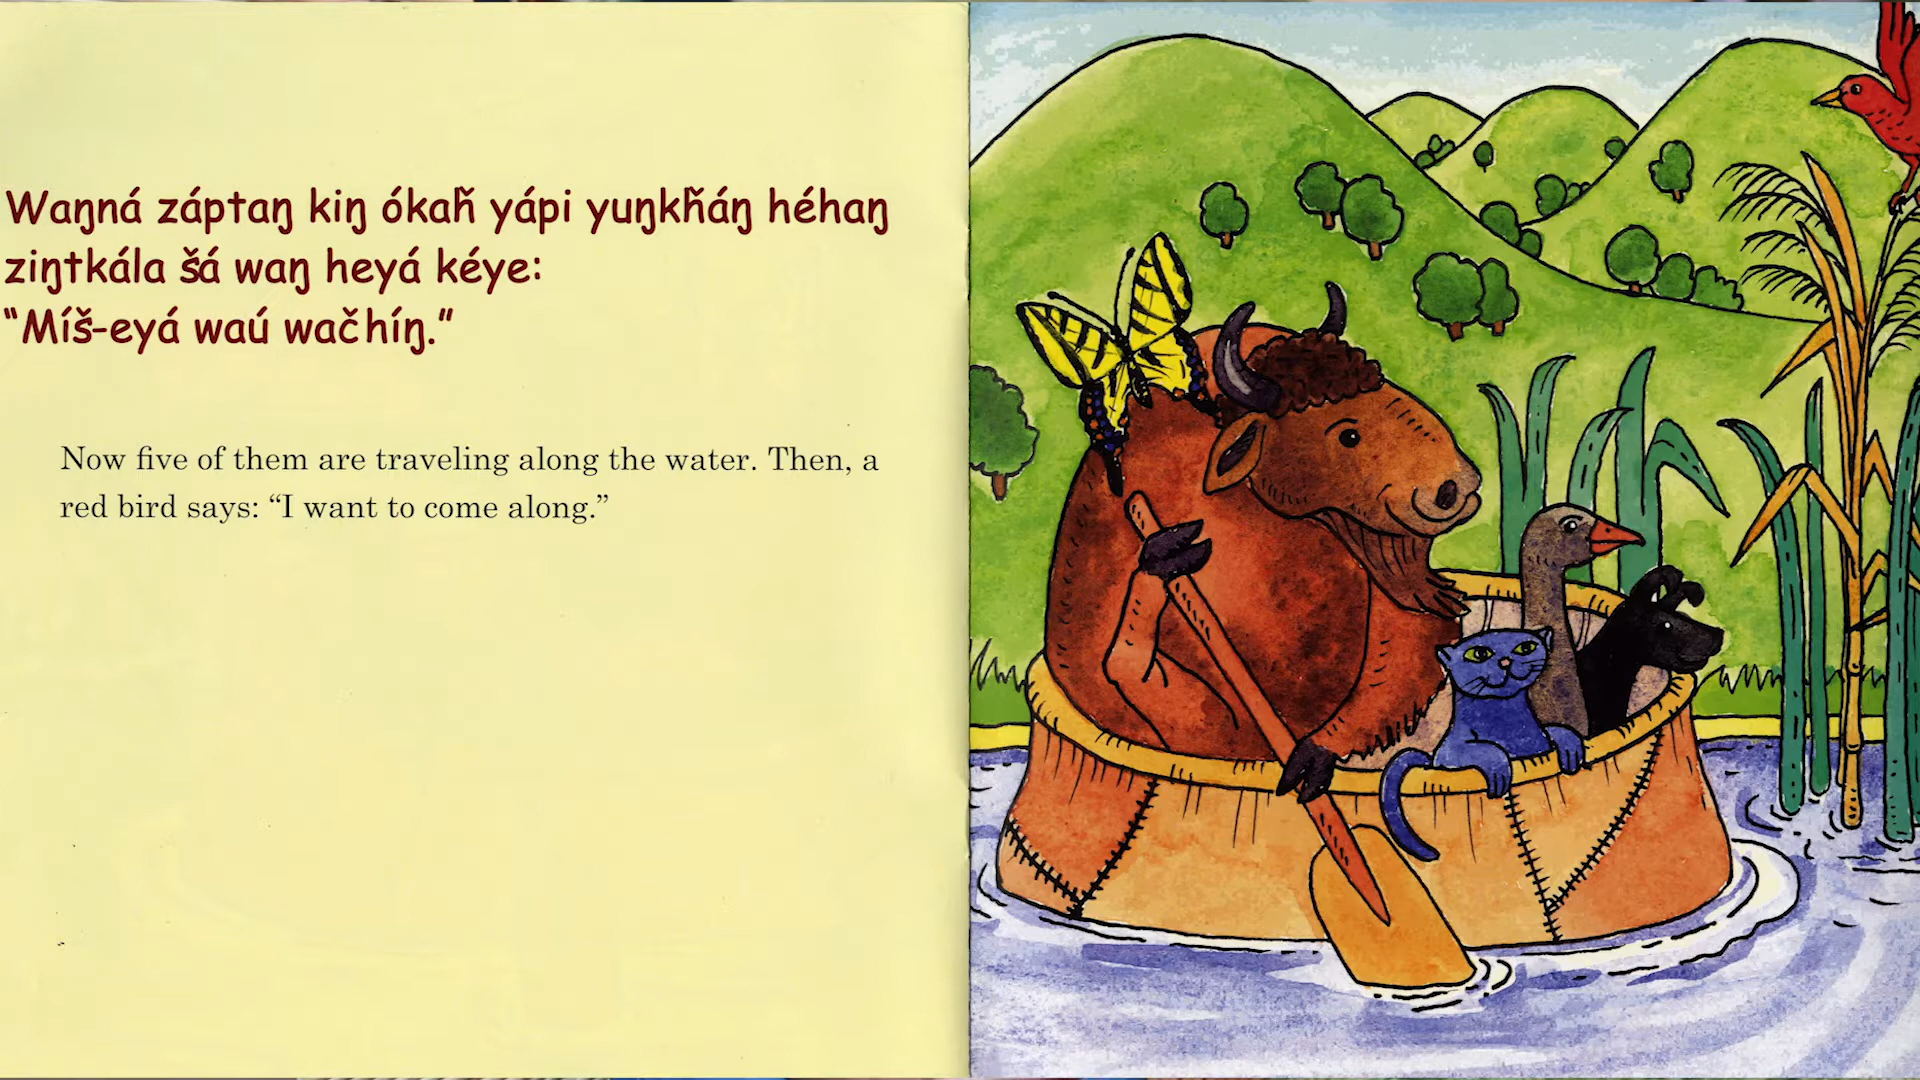 Waŋná záptaŋ kiŋ ókaȟ yápi yuŋkȟáŋ héhaŋ
ziŋtkála šá waŋ heyá kéye:
“Míš-eyá waú wačhíŋ.”
Now five of them are traveling along the water. Then, a
red bird says: “I want to come along.”